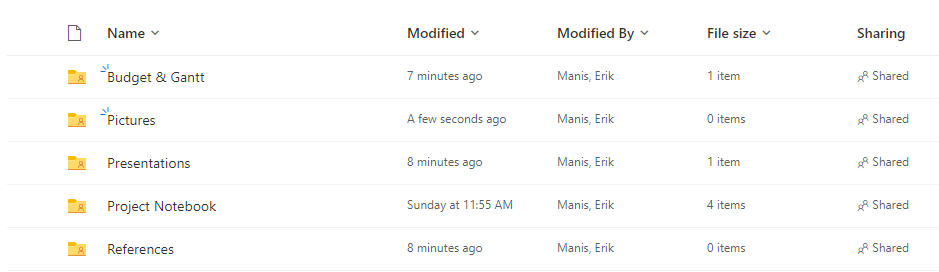 Name Modified Modified By File size Sharing
Budget & Gantt 7 minutes ago Manis, Erik 1 item Shared
Pictures A few seconds ago Manis, Erik 0 items Shared
Presentations 8 minutes ago Manis, Erik 1 item Shared
Project Notebook Sunday at 11:55 AM Manis, Erik 4 items Shared
References 8 minutes ago Manis, Erik 0 items Shared